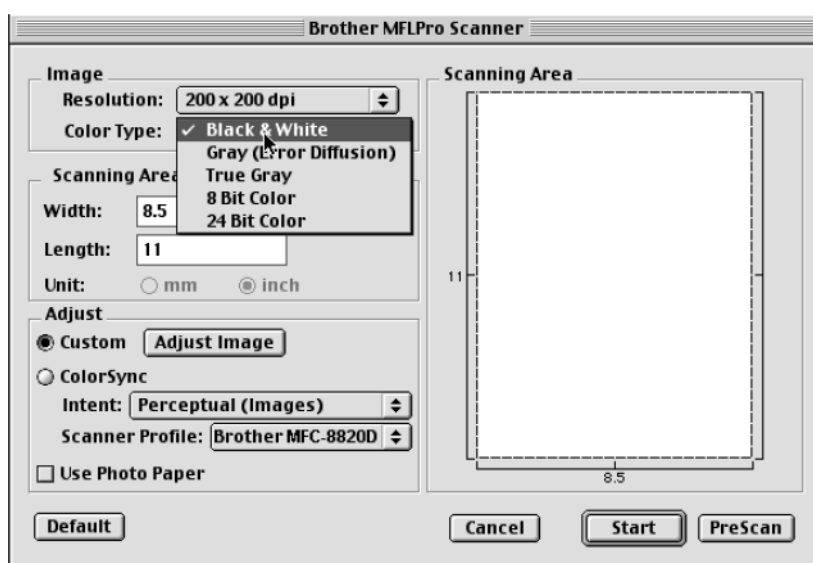 Brother MFLPro Scanner
Image
Resolution: 200 x 200 dpi
Color Type: ✓ Black & White
Gray (Error Diffusion)
True Gray
8 Bit Color
24 Bit Color
Scanning Area
Width: 8.5
Length: 11
Unit: mm inch
Adjust
Custom Adjust Image
ColorSync
Intent: Perceptual (Images)
Scanner Profile: Brother MFC-8820D
Use Photo Paper
Scanning Area
11
8.5
Default Cancel Start PreScan